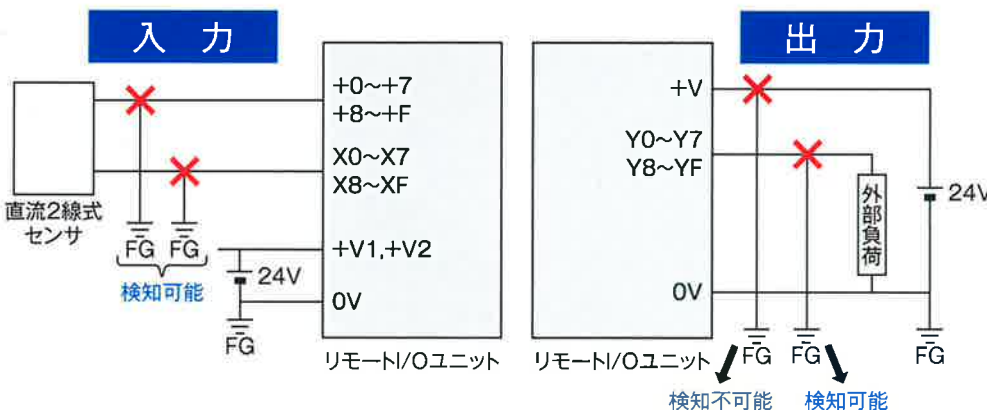 入力
直流2線式
センサ
+0~+7
+8~+F
X0~X7
X8~XF
+V1,+V2
0V
FG
FG
検知可能
24V
FG
リモートI/Oユニット
出力
+V
Y0~Y7
Y8~YF
0V
外部負荷
24V
FG
FG
FG
検知不可能
検知可能
リモートI/Oユニット